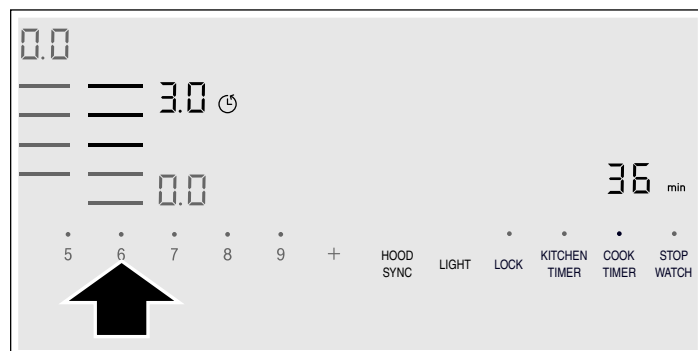 0.0
3.0
36 min
0.0
5 6 7 8 9 + HOOD SYNC LIGHT LOCK KITCHEN TIMER COOK TIMER STOP WATCH